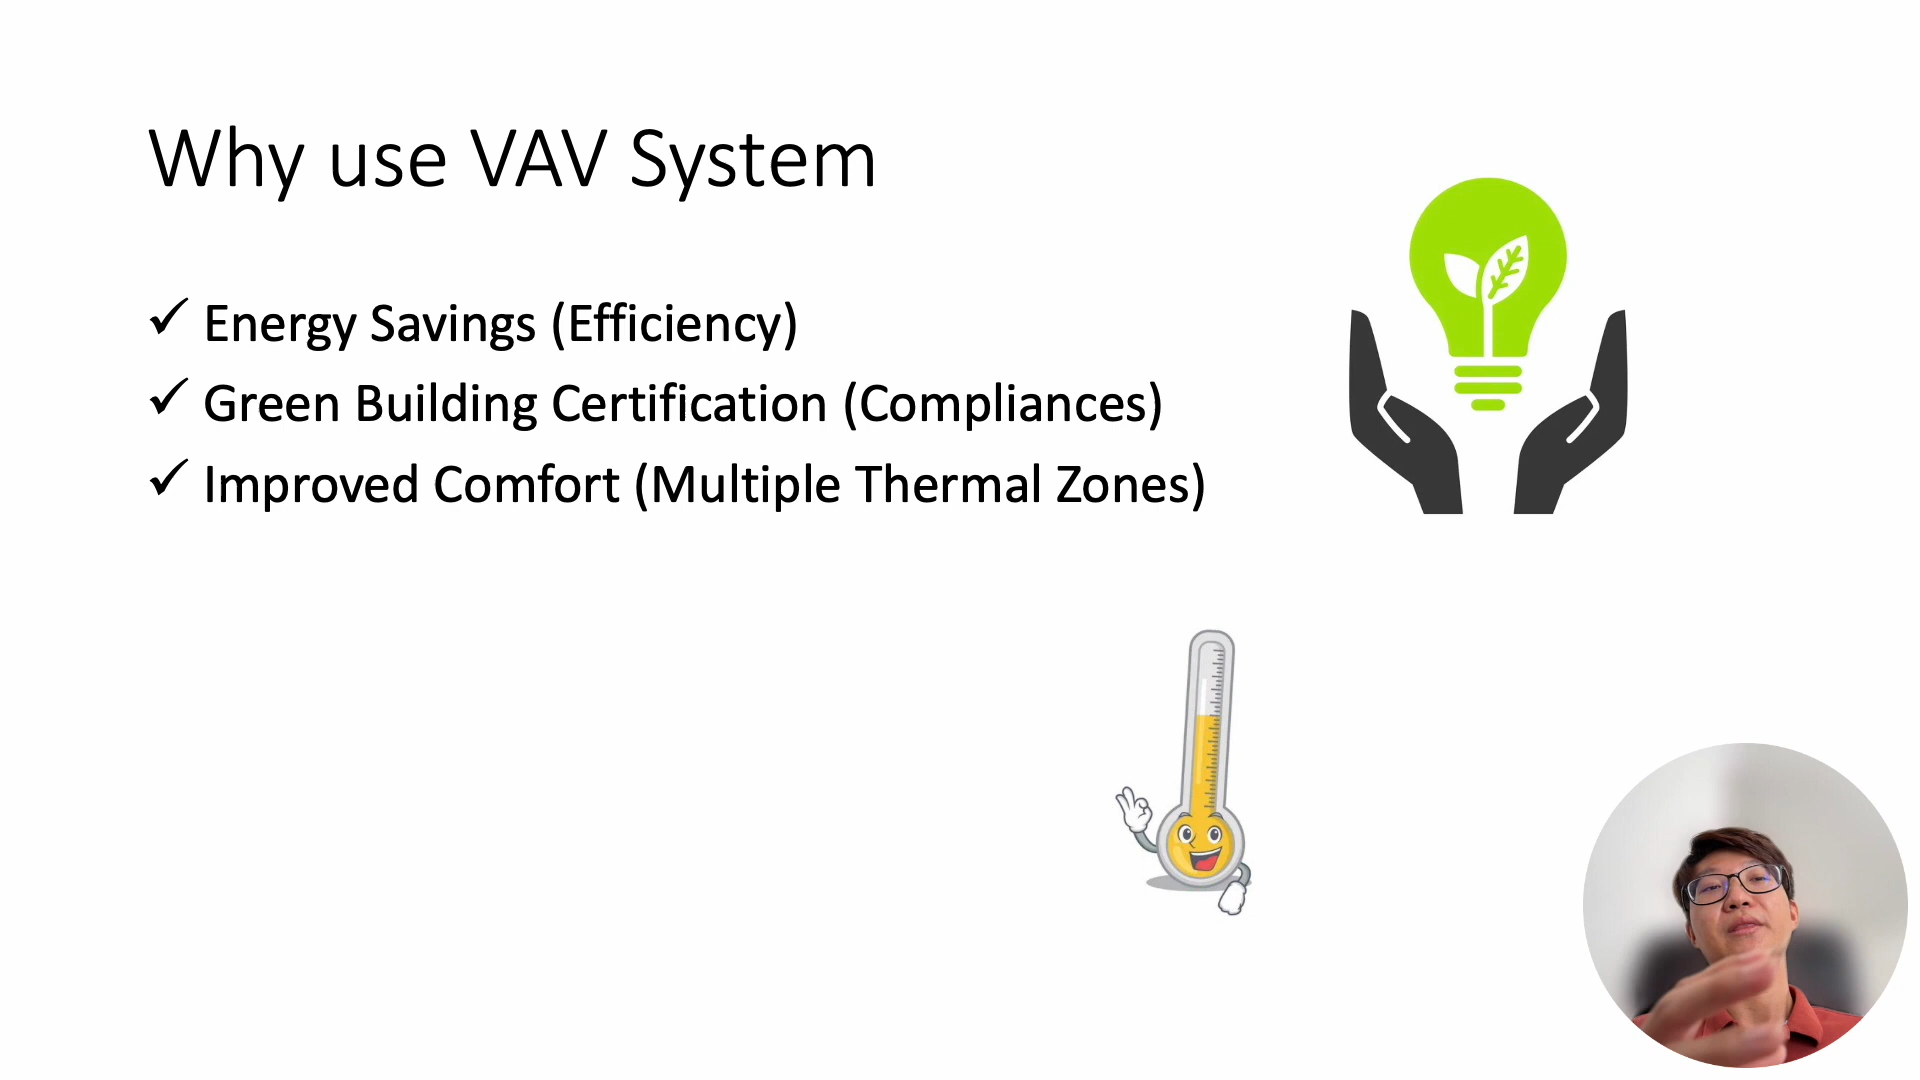 Why use VAV System
✓ Energy Savings (Efficiency)
✓ Green Building Certification (Compliances)
✓ Improved Comfort (Multiple Thermal Zones)